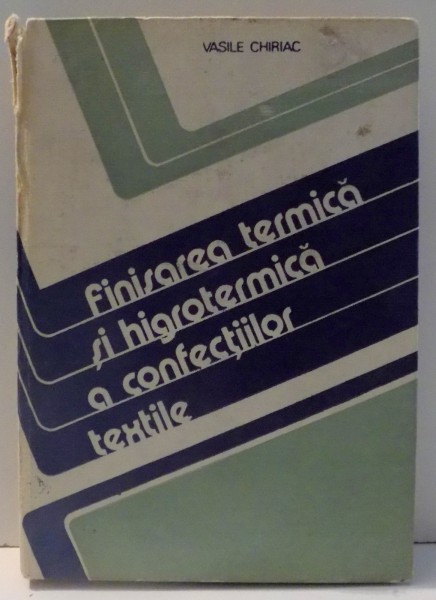 VASILE CHIRIAC
finisarea termică
și higrotermică
a confecțiilor
textile